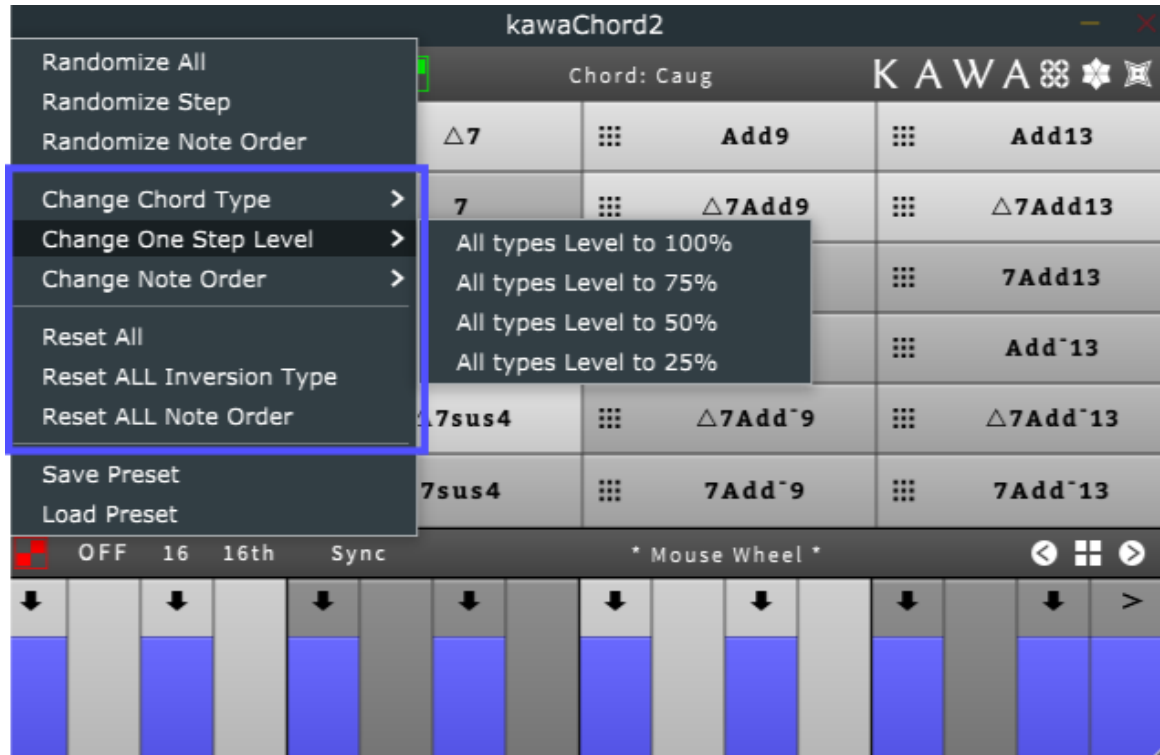 kawaChord2
Chord: Caug
KAWA
Randomize All
Randomize Step
Randomize Note Order
Change Chord Type >
Change One Step Level >
Change Note Order >
Reset All
Reset ALL Inversion Type
Reset ALL Note Order
Save Preset
Load Preset
All types Level to 100%
All types Level to 75%
All types Level to 50%
All types Level to 25%
△7 Add9 Add13
7 △7Add9 △7Add13
7Add13
Add⁻13
7sus4 △7Add⁻9 △7Add⁻13
7sus4 7Add⁻9 7Add⁻13
OFF 16 16th Sync * Mouse Wheel *
>